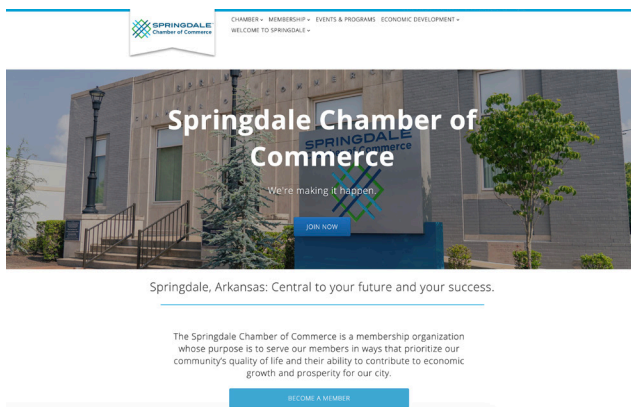 SPRINGDALE
Chamber of Commerce
CHAMBER MEMBERSHIP EVENTS & PROGRAMS ECONOMIC DEVELOPMENT
WELCOME TO SPRINGDALE
Springdale Chamber of
Commerce
SPRINGDALE
We're making it happen.
JOIN NOW
Springdale, Arkansas: Central to your future and your success.
The Springdale Chamber of Commerce is a membership organization
whose purpose is to serve our members in ways that prioritize our
community's quality of life and their ability to contribute to economic
growth and prosperity for our city.
BECOME A MEMBER